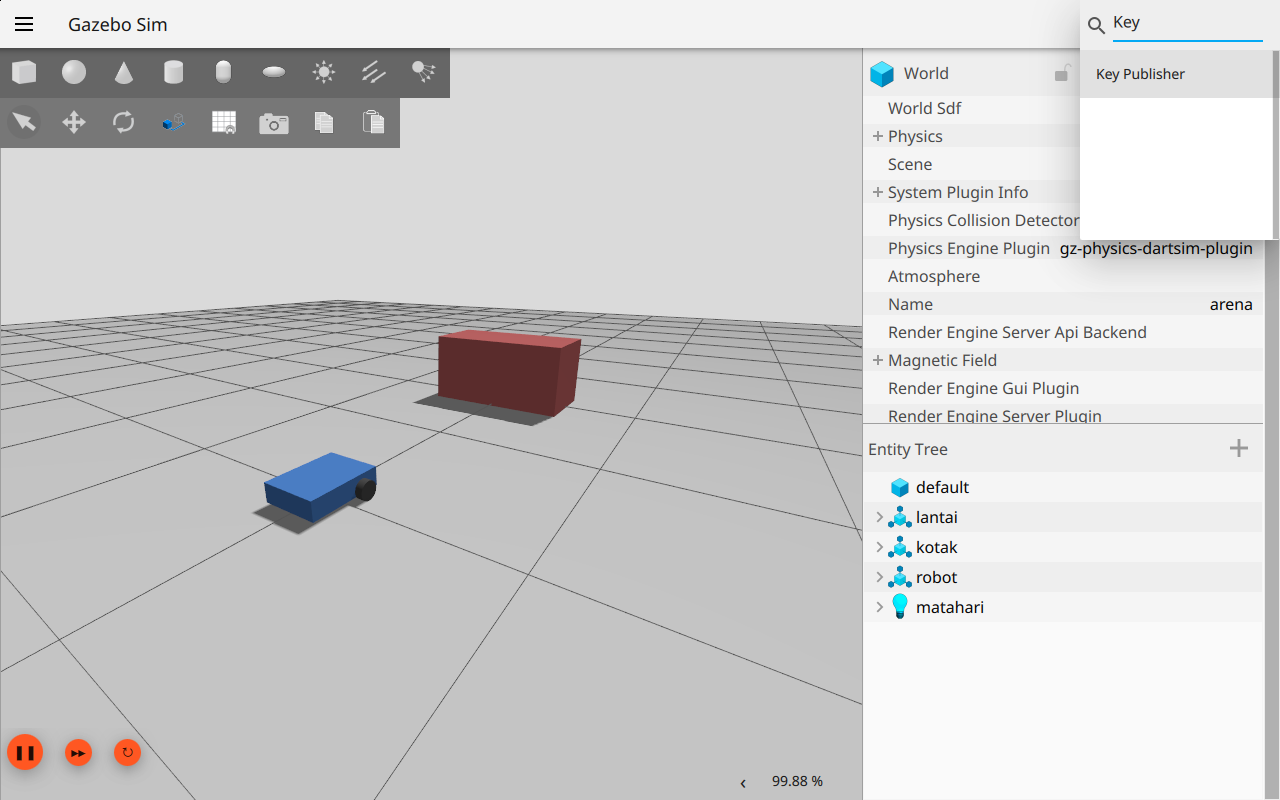 Gazebo Sim
Key
Key Publisher
World
World Sdf
Physics
Scene
System Plugin Info
Physics Collision Detector
Physics Engine Plugin gz-physics-dartsim-plugin
Atmosphere
Name arena
Render Engine Server Api Backend
Magnetic Field
Render Engine Gui Plugin
Render Engine Server Plugin
Entity Tree
default
lantai
kotak
robot
matahari
99.88 %